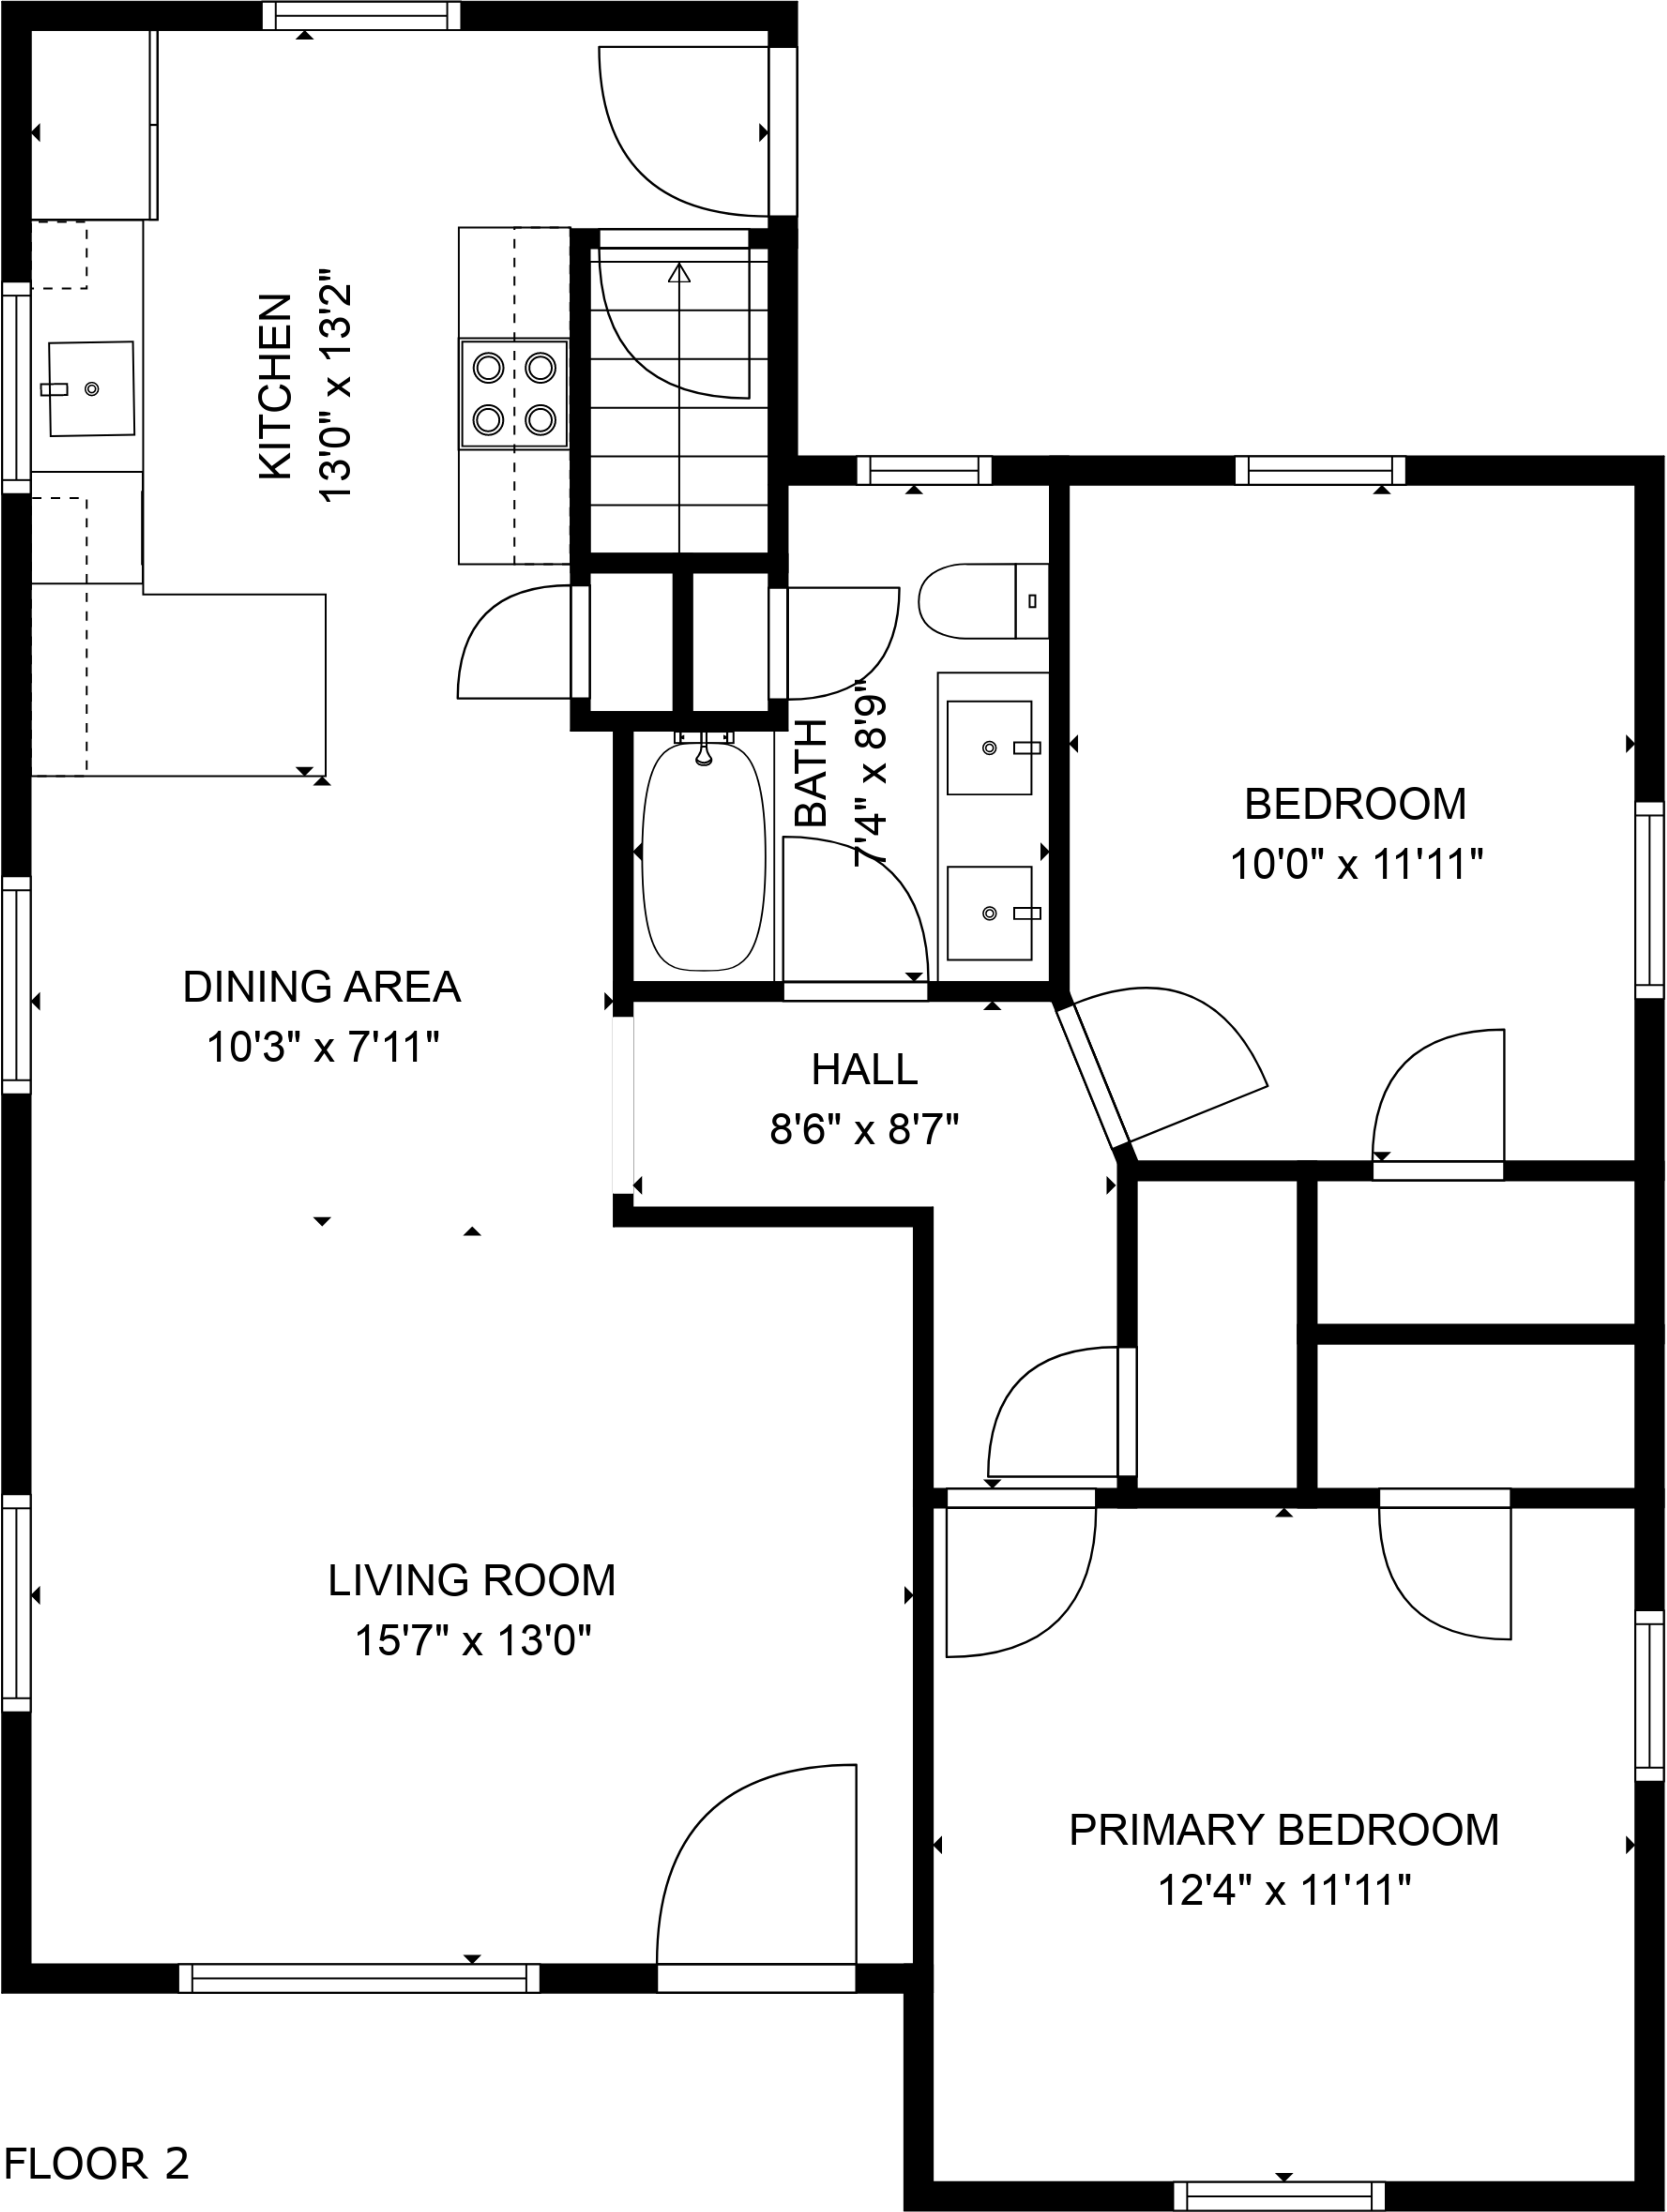 KITCHEN
13'0" x 13'2"
BATH
7'4" x 8'9"
BEDROOM
10'0" x 11'11"
DINING AREA
10'3" x 7'11"
HALL
8'6" x 8'7"
LIVING ROOM
15'7" x 13'0"
PRIMARY BEDROOM
12'4" x 11'11"
FLOOR 2